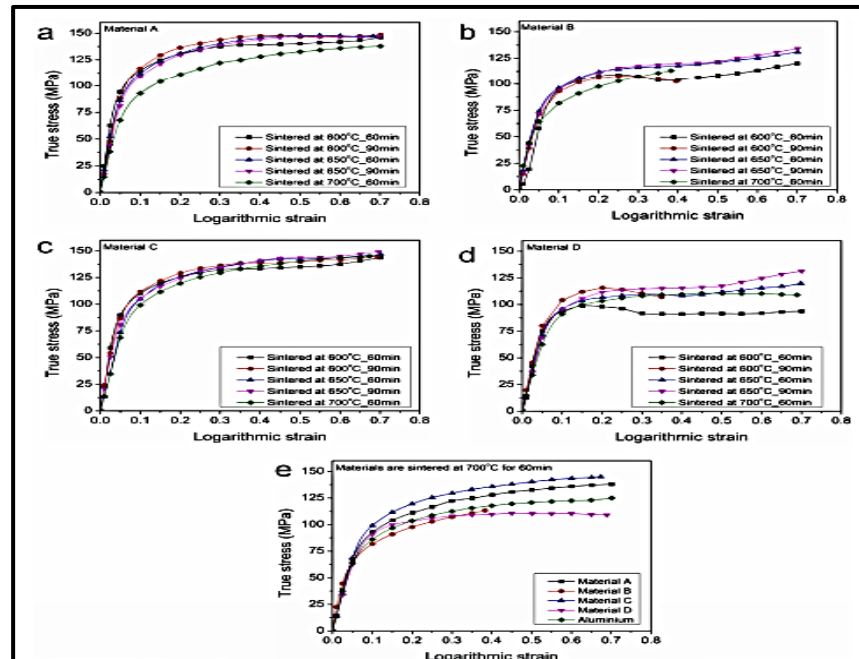 a
Material A
True stress (MPa)
150
125
100
75
50
25
0
Sintered at 600°C_60min
Sintered at 600°C_90min
Sintered at 650°C_60min
Sintered at 650°C_90min
Sintered at 700°C_60min
0.0 0.1 0.2 0.3 0.4 0.5 0.6 0.7 0.8
Logarithmic strain
b
Material B
True stress (MPa)
150
125
100
75
50
25
0
Sintered at 600°C_60min
Sintered at 600°C_90min
Sintered at 650°C_60min
Sintered at 650°C_90min
Sintered at 700°C_60min
0.0 0.1 0.2 0.3 0.4 0.5 0.6 0.7 0.8
Logarithmic strain
c
Material C
True stress (MPa)
150
125
100
75
50
25
0
Sintered at 600°C_60min
Sintered at 600°C_90min
Sintered at 650°C_60min
Sintered at 650°C_90min
Sintered at 700°C_60min
0.0 0.1 0.2 0.3 0.4 0.5 0.6 0.7 0.8
Logarithmic strain
d
Material D
True stress (MPa)
150
125
100
75
50
25
0
Sintered at 600°C_60min
Sintered at 600°C_90min
Sintered at 650°C_60min
Sintered at 650°C_90min
Sintered at 700°C_60min
0.0 0.1 0.2 0.3 0.4 0.5 0.6 0.7 0.8
Logarithmic strain
e
Materials are sintered at 700°C for 60min
True stress (MPa)
150
125
100
75
50
25
0
Material A
Material B
Material C
Material D
Aluminium
0.0 0.1 0.2 0.3 0.4 0.5 0.6 0.7 0.8
Logarithmic strain